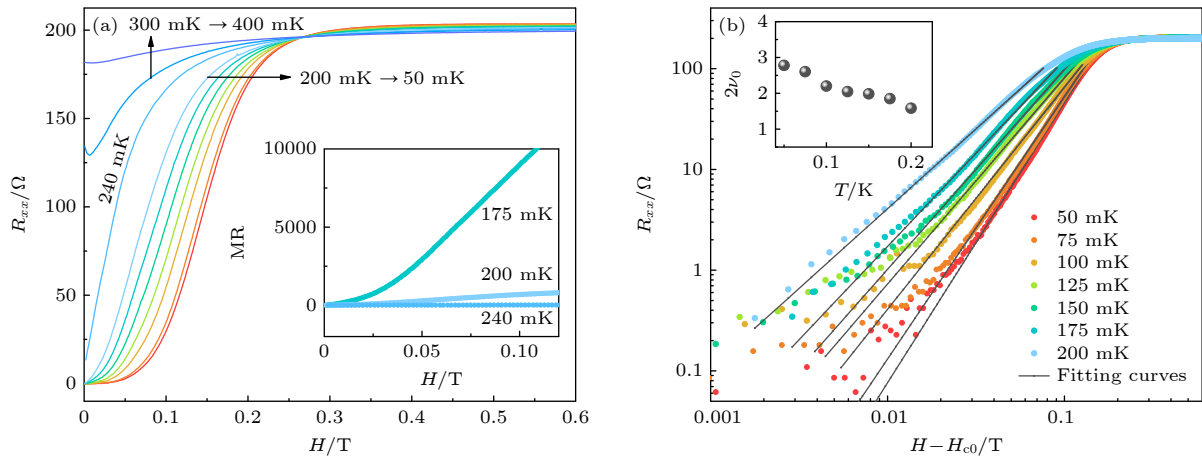 (a)
300 mK → 400 mK
200 mK → 50 mK
240 mK
R_xx/Ω
200
150
100
50
0
0
0.1
0.2
0.3
0.4
0.5
0.6
H/T
MR
10000
5000
0
175 mK
200 mK
240 mK
0
0.05
0.10
H/T
(b)
2ν₀
4
3
2
1
0.1
0.2
T/K
R_xx/Ω
100
10
1
0.1
50 mK
75 mK
100 mK
125 mK
150 mK
175 mK
200 mK
Fitting curves
0.001
0.01
0.1
H−H_c0/T